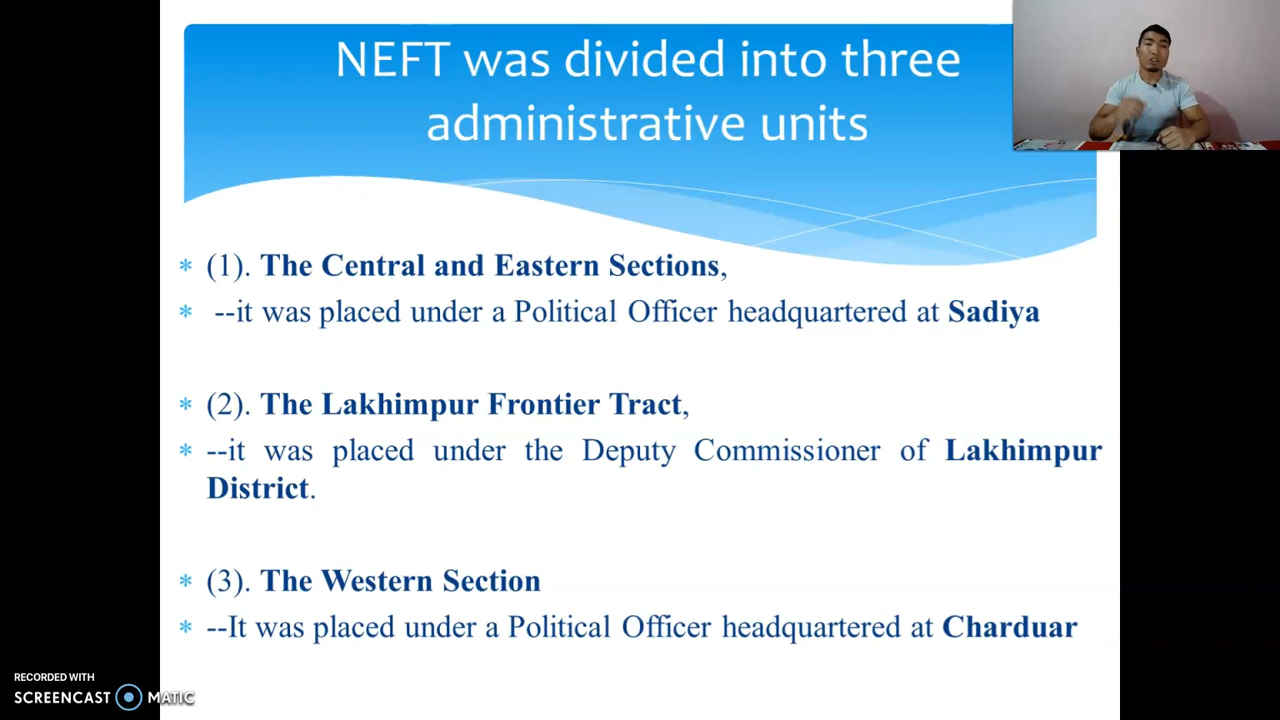 NEFT was divided into three
administrative units
(1). The Central and Eastern Sections,
--it was placed under a Political Officer headquartered at Sadiya
(2). The Lakhimpur Frontier Tract,
--it was placed under the Deputy Commissioner of Lakhimpur
District.
(3). The Western Section
--It was placed under a Political Officer headquartered at Charduar
RECORDED WITH
SCREENCAST MATIC